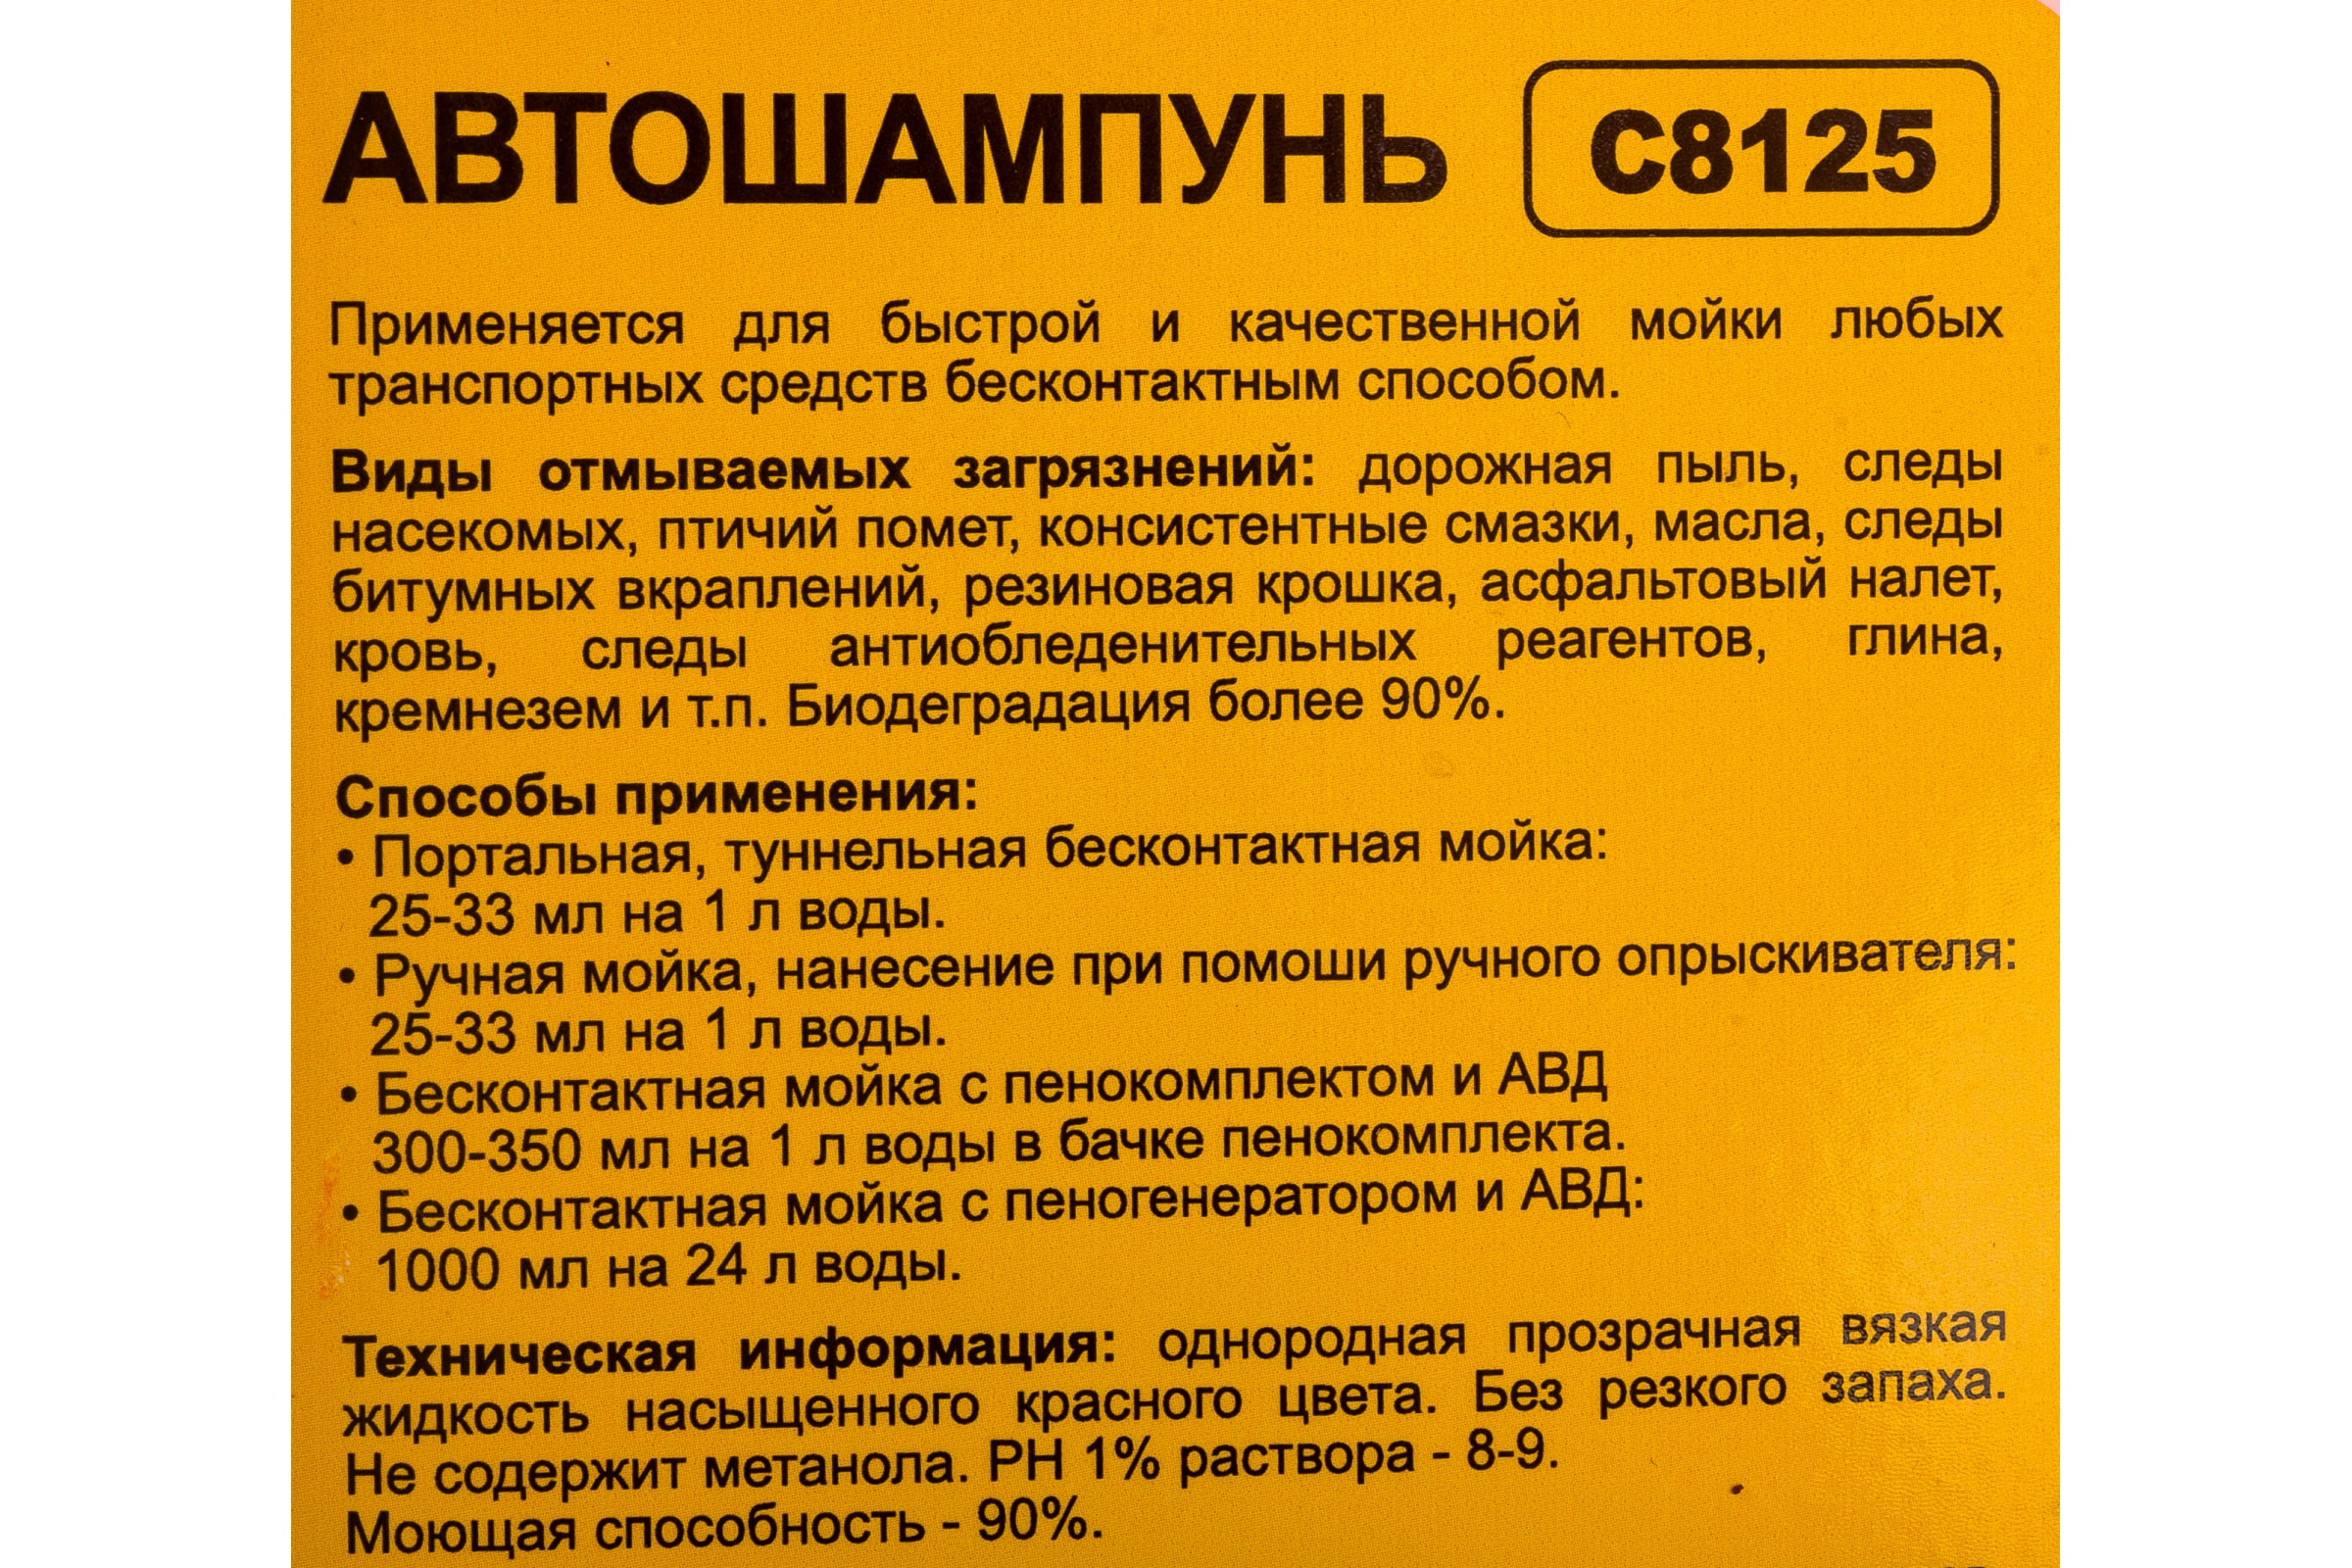 АВТОШАМПУНЬ C8125
Применяется для быстрой и качественной мойки любых
транспортных средств бесконтактным способом.
Виды отмываемых загрязнений: дорожная пыль, следы
насекомых, птичий помет, консистентные смазки, масла, следы
битумных вкраплений, резиновая крошка, асфальтовый налет,
кровь, следы антиобледенительных реагентов, глина,
кремнезем и т.п. Биодеградация более 90%.
Способы применения:
• Портальная, туннельная бесконтактная мойка:
25-33 мл на 1 л воды.
• Ручная мойка, нанесение при помоши ручного опрыскивателя:
25-33 мл на 1 л воды.
• Бесконтактная мойка с пенокомплектом и АВД
300-350 мл на 1 л воды в бачке пенокомплекта.
• Бесконтактная мойка с пеногенератором и АВД:
1000 мл на 24 л воды.
Техническая информация: однородная прозрачная вязкая
жидкость насыщенного красного цвета. Без резкого запаха.
Не содержит метанола. РН 1% раствора - 8-9.
Моющая способность - 90%.